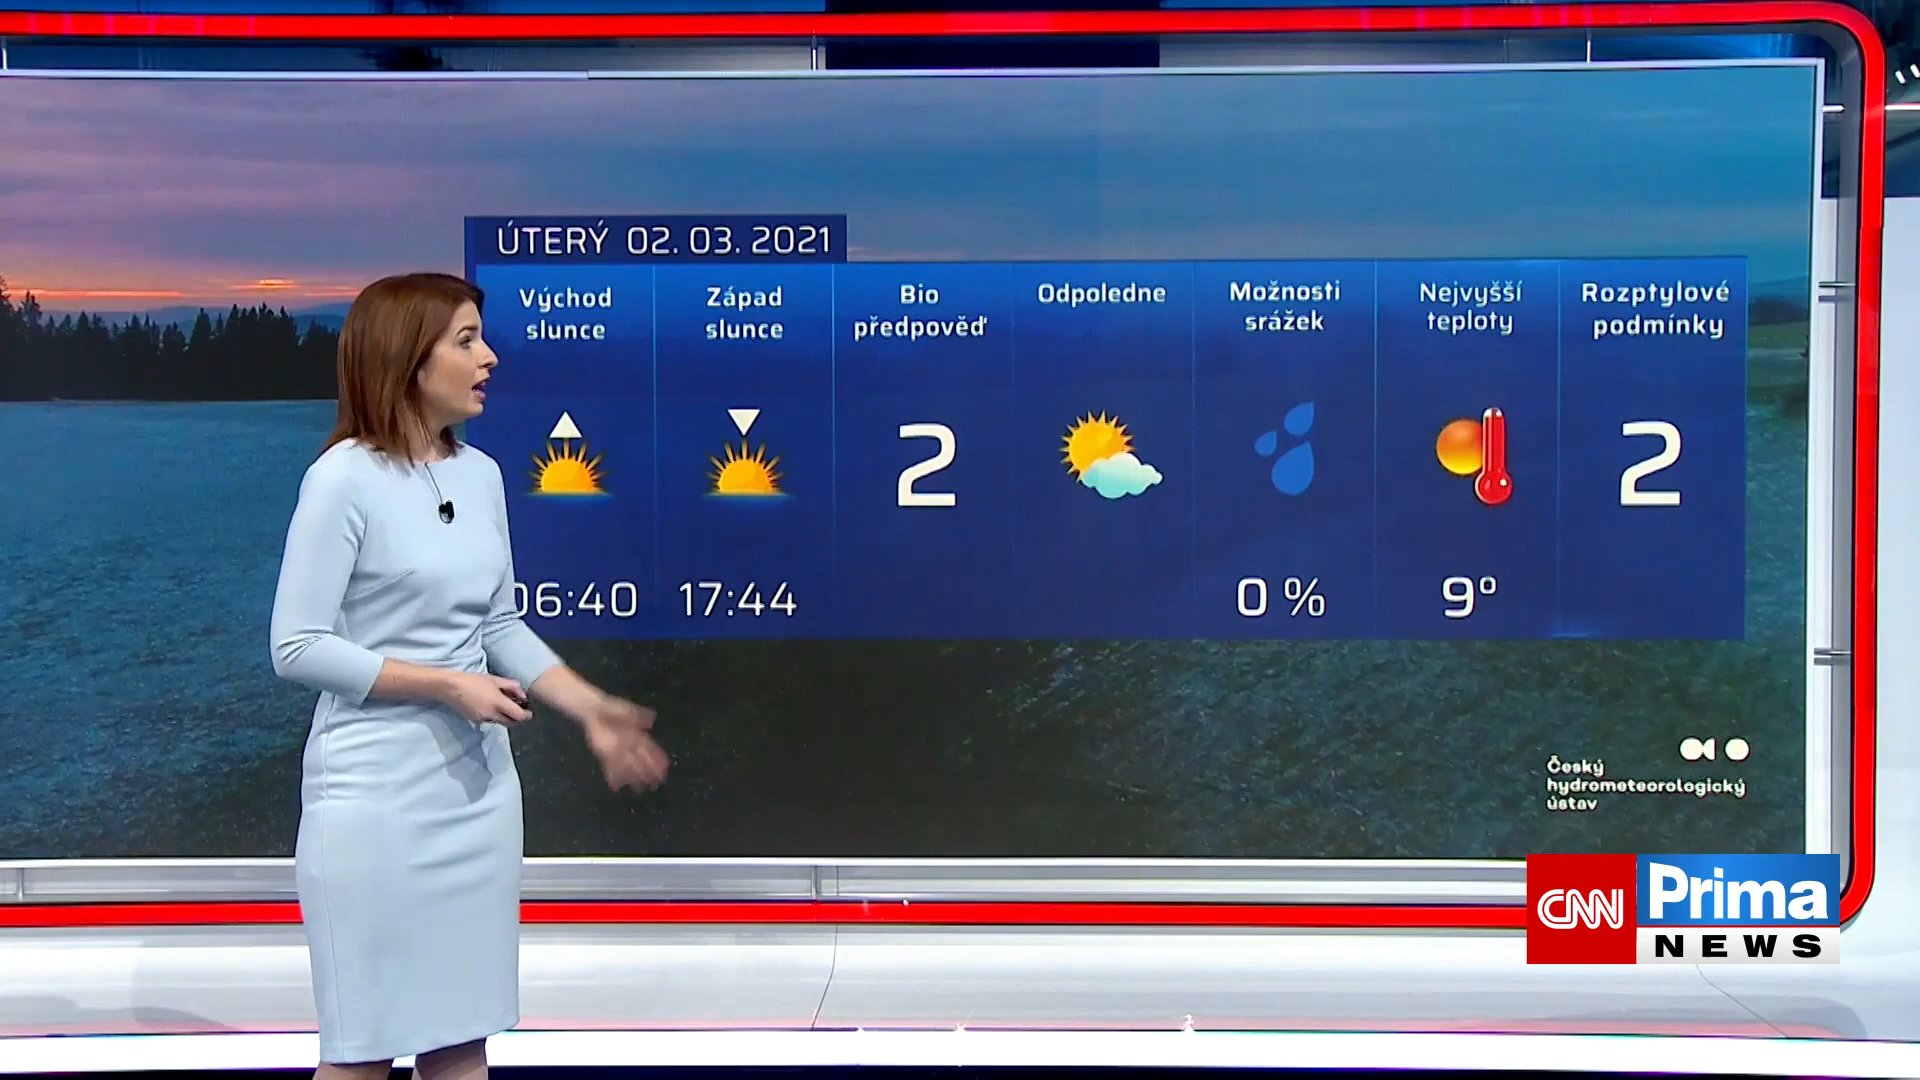 ÚTERÝ 02. 03. 2021
Východ
slunce
Západ
slunce
Bio
předpověď
Odpoledne
Možnosti
srážek
Nejvyšší
teploty
Rozptylové
podmínky
2
2
06:40
17:44
0 %
9°
Český
hydrometeorologický
ústav
CNN Prima
NEWS